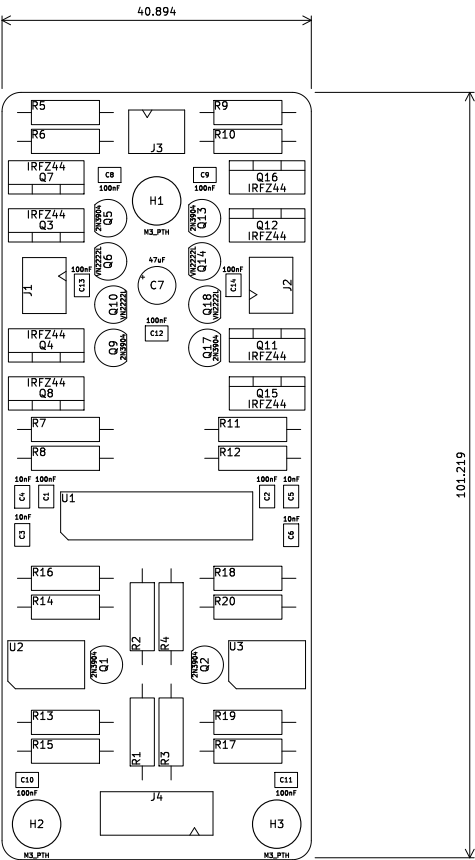 40.894
R5
R9
R6
R10
J3
IRFZ44
Q7
C8
100nF
C9
100nF
Q16
IRFZ44
H1
M3_PTH
IRFZ44
Q3
2N3904
Q5
Q13
2N3904
Q12
IRFZ44
VN2222L
Q6
47uF
+
C7
VN2222L
Q14
J1
100nF
C13
100nF
C14
J2
Q10
VN2222L
Q18
VN2222L
100nF
C12
IRFZ44
Q4
Q9
2N3904
Q17
2N3904
Q11
IRFZ44
IRFZ44
Q8
Q15
IRFZ44
R7
R11
R8
R12
10nF
C4
100nF
C1
U1
100nF
C2
10nF
C5
101.219
10nF
C3
10nF
C6
R16
R18
R14
R20
R2
R4
U2
2N3904
Q1
2N3904
Q2
U3
R13
R19
R15
R17
R1
R3
C10
100nF
C11
100nF
J4
H2
M3_PTH
H3
M3_PTH